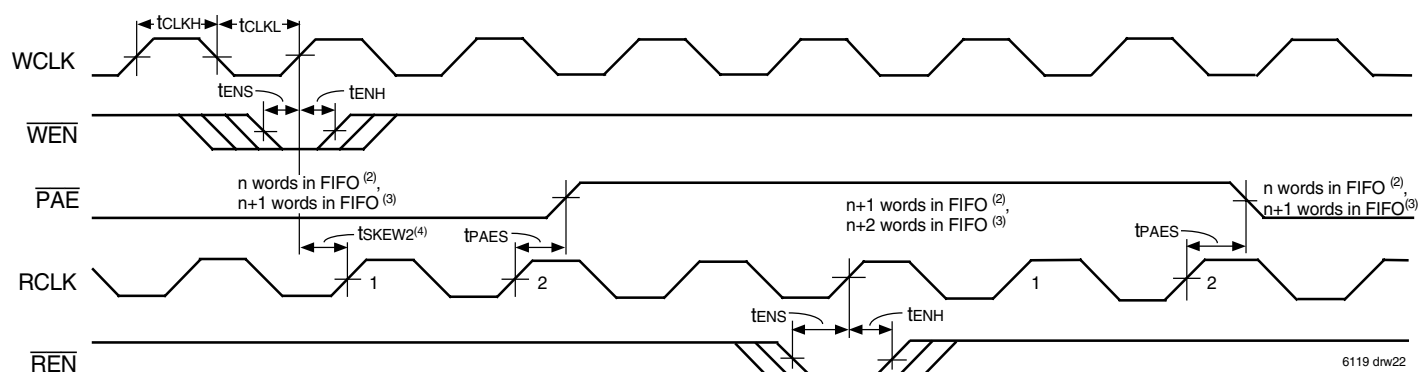 tCLKH
tCLKL
WCLK
tENS
tENH
WEN
n words in FIFO (2),
n+1 words in FIFO (3)
PAE
n+1 words in FIFO (2),
n+2 words in FIFO (3)
n words in FIFO (2),
n+1 words in FIFO(3)
tSKEW2(4)
tPAES
tPAES
RCLK
1
2
1
2
tENS
tENH
REN
6119 drw22